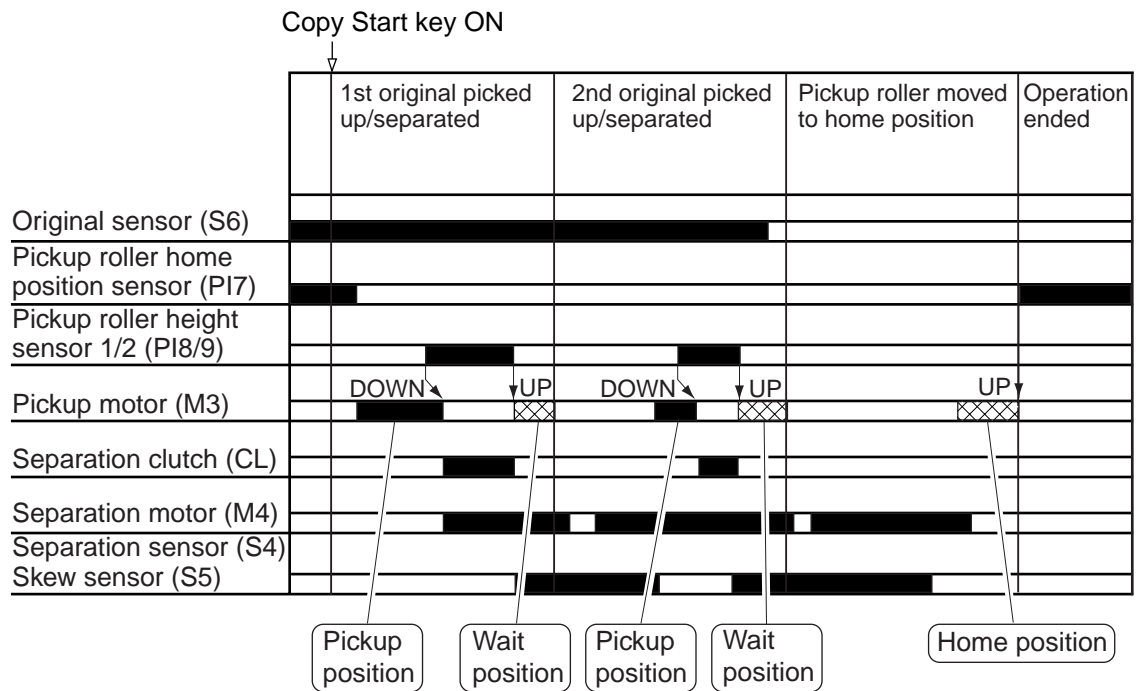 Copy Start key ON
1st original picked
up/separated
2nd original picked
up/separated
Pickup roller moved
to home position
Operation
ended
Original sensor (S6)
Pickup roller home
position sensor (PI7)
Pickup roller height
sensor 1/2 (PI8/9)
DOWN
UP
DOWN
UP
UP
Pickup motor (M3)
Separation clutch (CL)
Separation motor (M4)
Separation sensor (S4)
Skew sensor (S5)
Pickup
position
Wait
position
Pickup
position
Wait
position
Home position